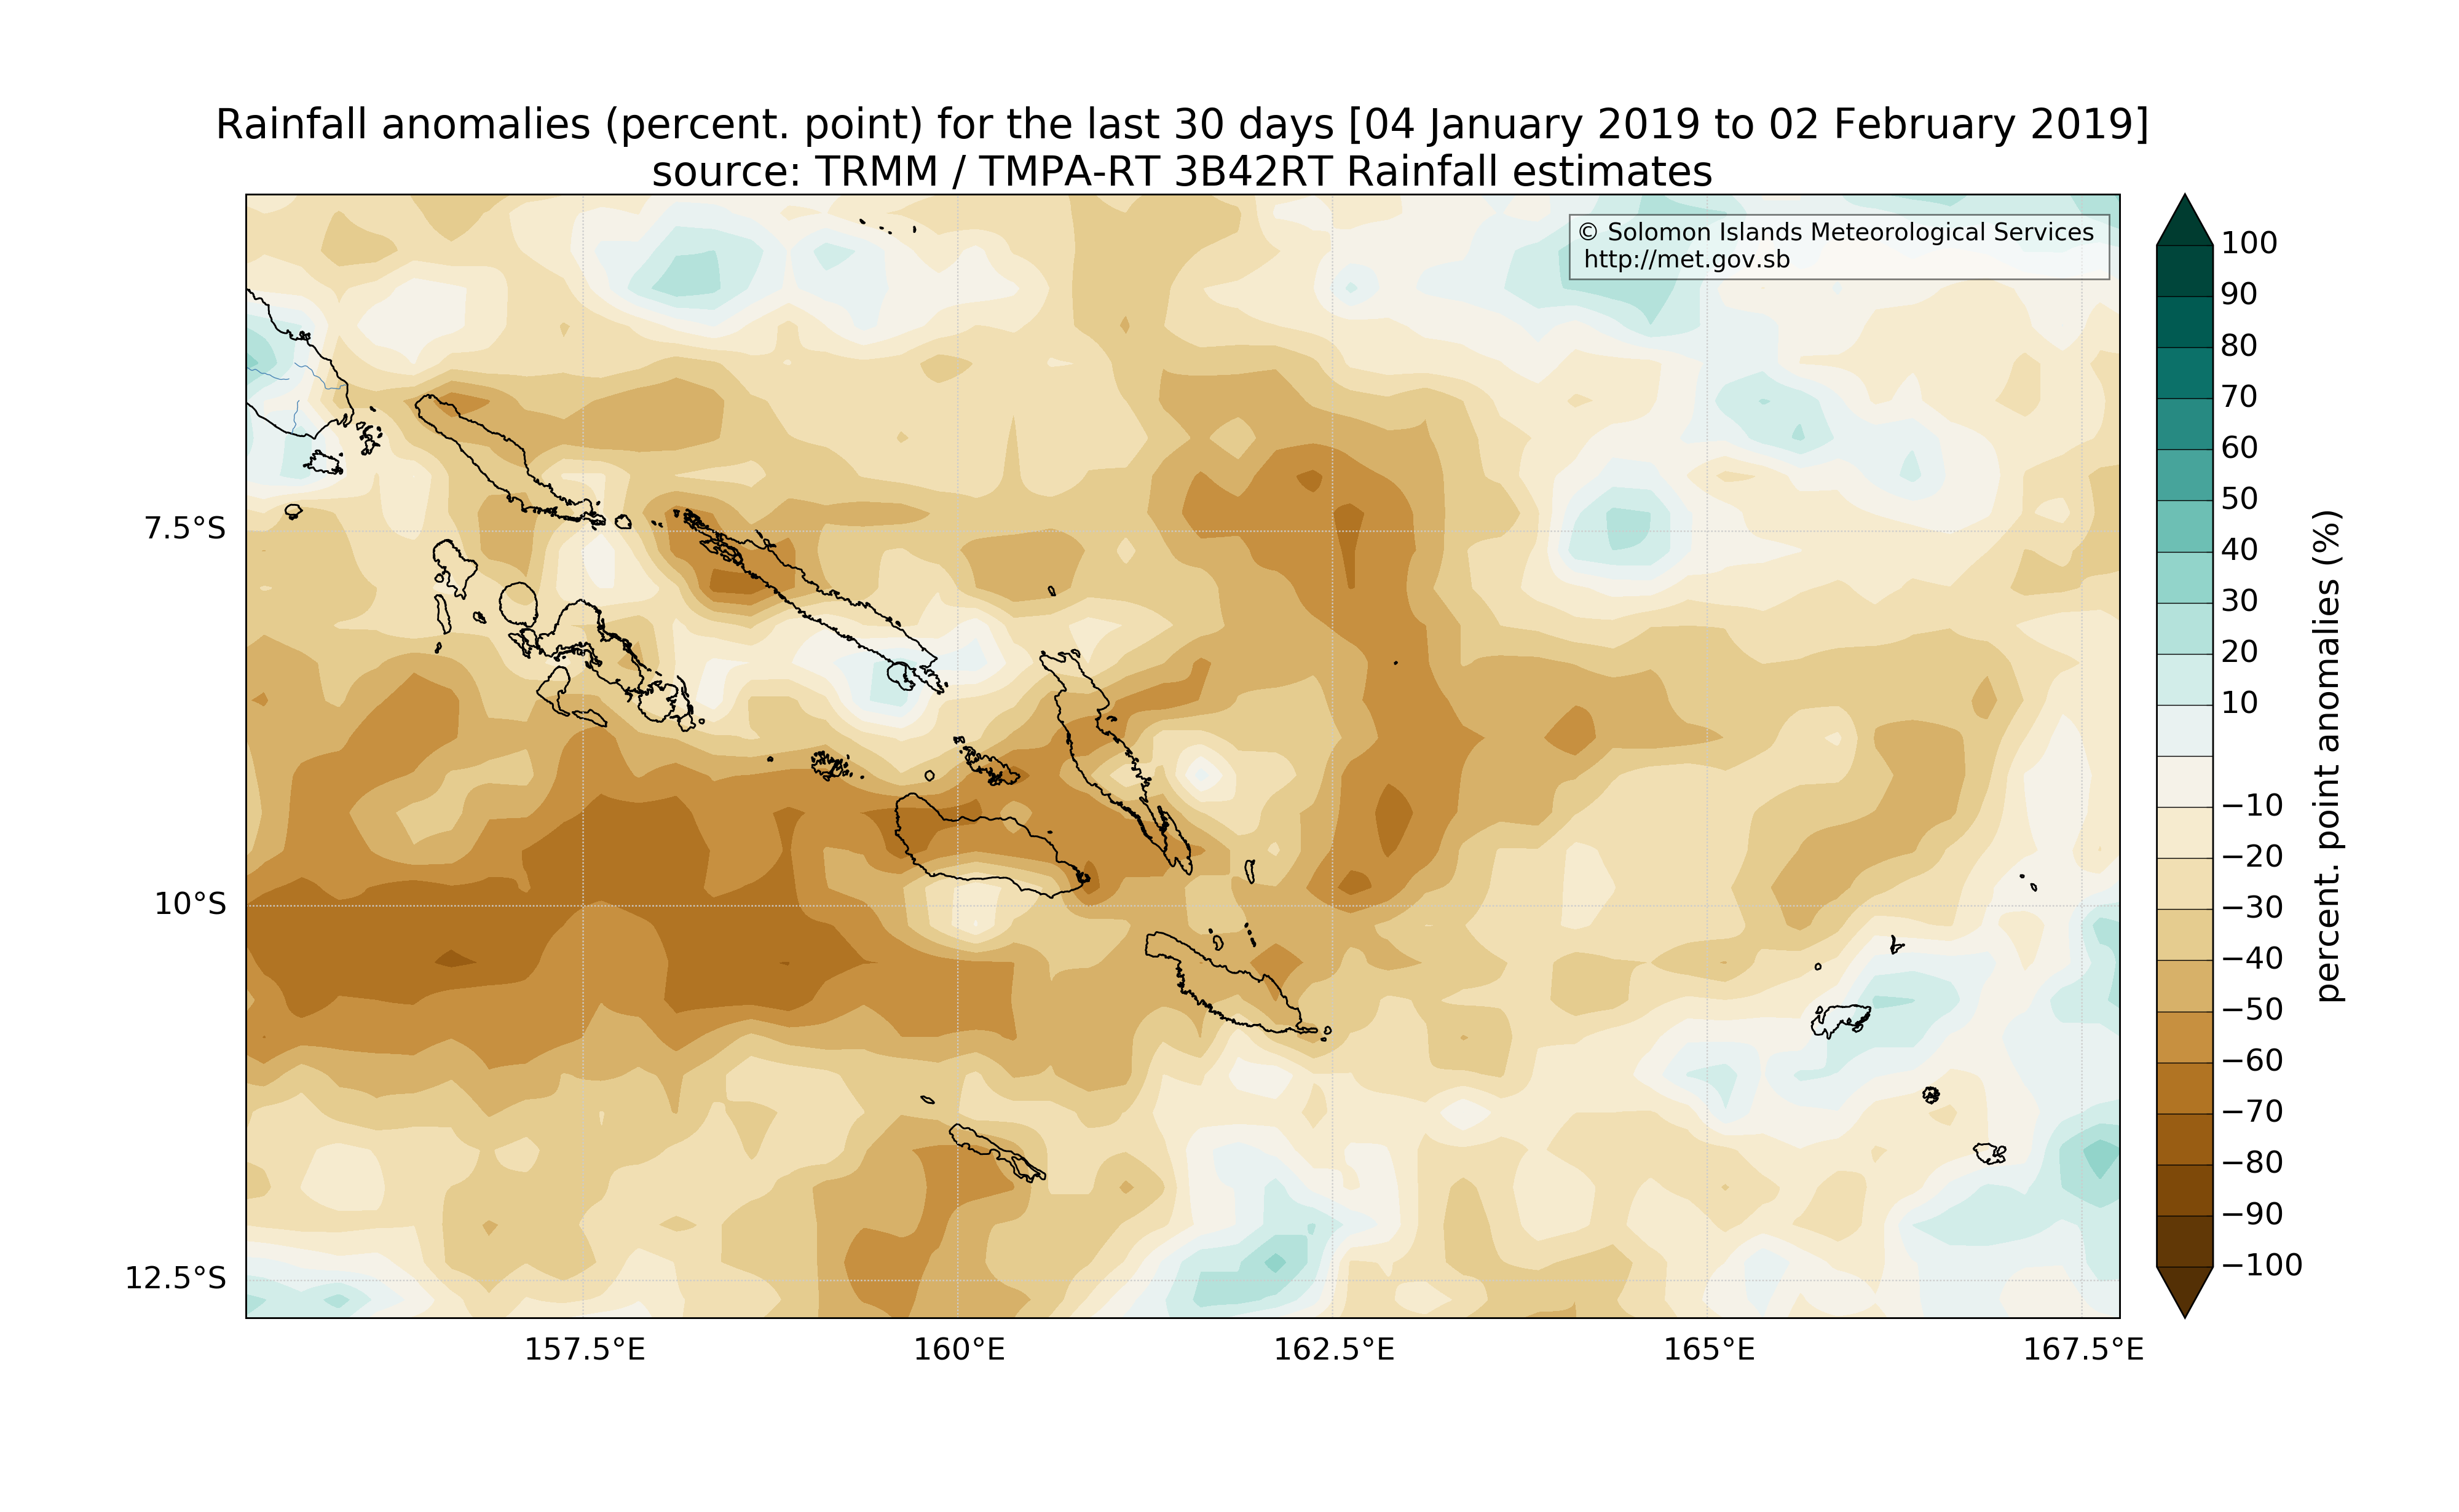 Rainfall anomalies (percent. point) for the last 30 days [04 January 2019 to 02 February 2019]
source: TRMM / TMPA-RT 3B42RT Rainfall estimates
© Solomon Islands Meteorological Services
http://met.gov.sb
7.5°S
10°S
12.5°S
157.5°E
160°E
162.5°E
165°E
167.5°E
100
90
80
70
60
50
40
30
20
10
−10
−20
−30
−40
−50
−60
−70
−80
−90
−100
percent. point anomalies (%)